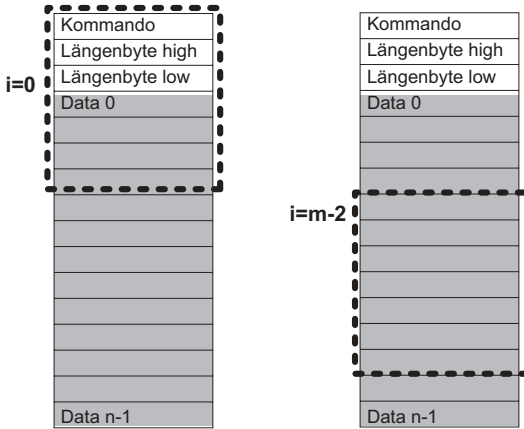 Kommando
Längenbyte high
Längenbyte low
i=0
Data 0
Data n-1
Kommando
Längenbyte high
Längenbyte low
Data 0
i=m-2
Data n-1